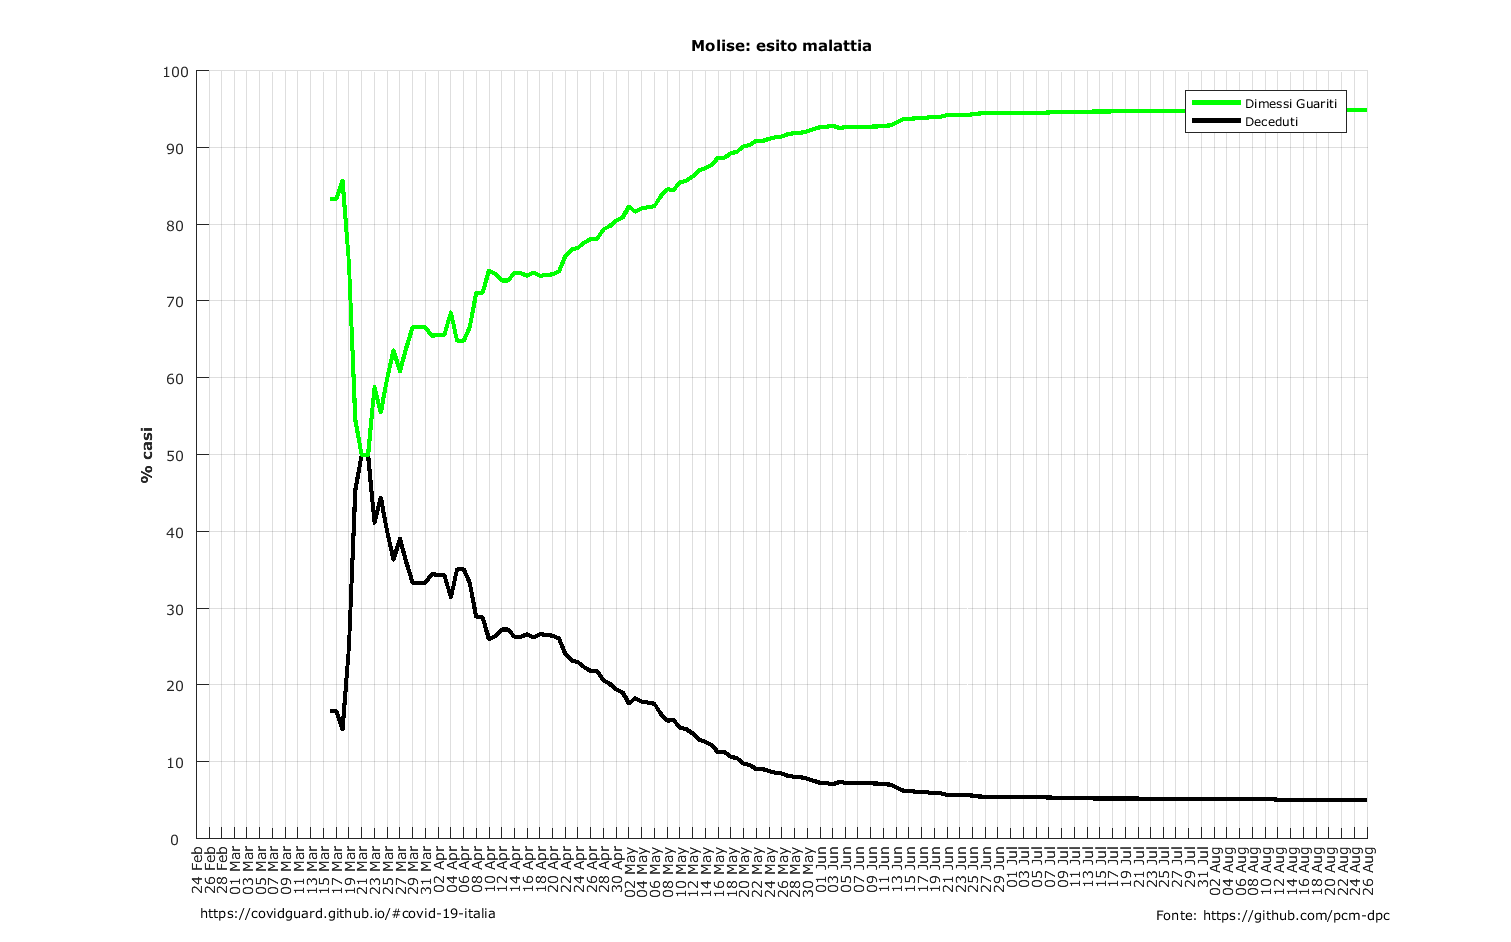 Molise: esito malattia
100
90
80
70
60
50
40
30
20
10
0
% casi
Dimessi Guariti
Deceduti
24 Feb
26 Feb
28 Feb
01 Mar
03 Mar
05 Mar
07 Mar
09 Mar
11 Mar
13 Mar
15 Mar
17 Mar
19 Mar
21 Mar
23 Mar
25 Mar
27 Mar
29 Mar
31 Mar
02 Apr
04 Apr
06 Apr
08 Apr
10 Apr
12 Apr
14 Apr
16 Apr
18 Apr
20 Apr
22 Apr
24 Apr
26 Apr
28 Apr
30 Apr
02 May
04 May
06 May
08 May
10 May
12 May
14 May
16 May
18 May
20 May
22 May
24 May
26 May
28 May
30 May
01 Jun
03 Jun
05 Jun
07 Jun
09 Jun
11 Jun
13 Jun
15 Jun
17 Jun
19 Jun
21 Jun
23 Jun
25 Jun
27 Jun
29 Jun
01 Jul
03 Jul
05 Jul
07 Jul
09 Jul
11 Jul
13 Jul
15 Jul
17 Jul
19 Jul
21 Jul
23 Jul
25 Jul
27 Jul
29 Jul
31 Jul
02 Aug
04 Aug
06 Aug
08 Aug
10 Aug
12 Aug
14 Aug
16 Aug
18 Aug
20 Aug
22 Aug
24 Aug
26 Aug
https://covidguard.github.io/#covid-19-italia
Fonte: https://github.com/pcm-dpc